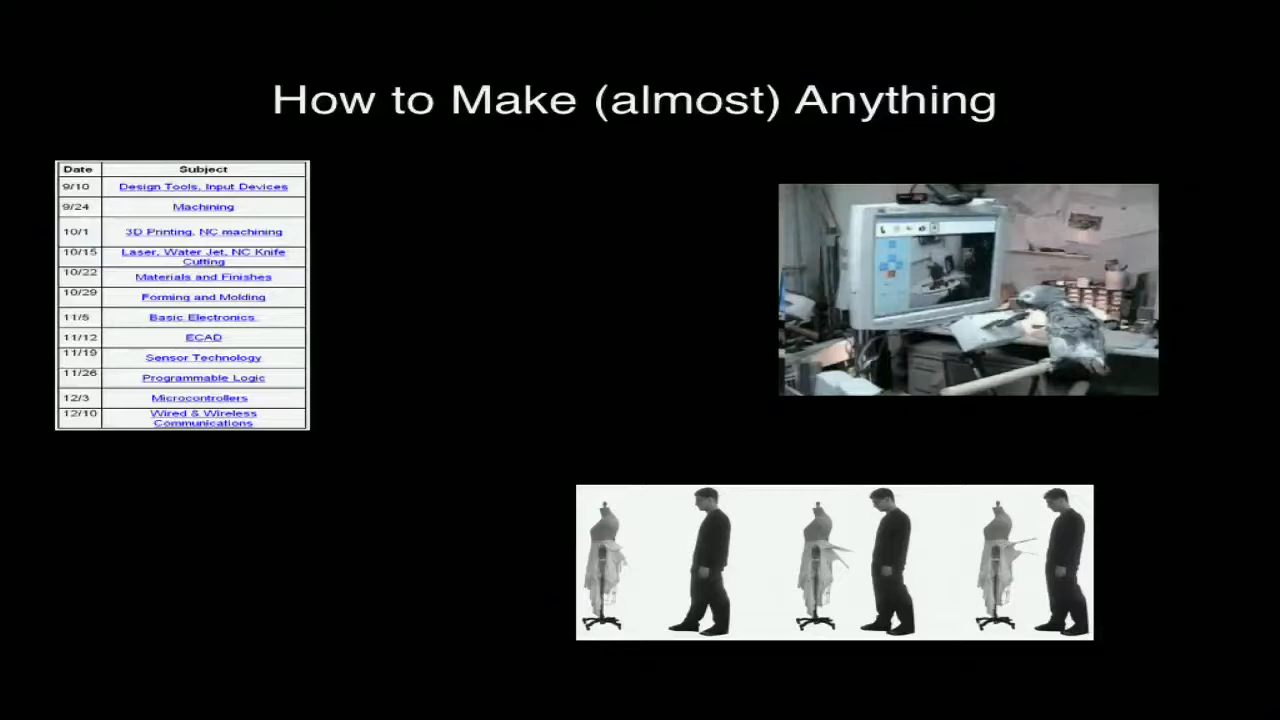 How to Make (almost) Anything
Date Subject
9/10 Design Tools, Input Devices
9/24 Machining
10/1 3D Printing, NC machining
10/15 Laser, Water Jet, NC Knife
Cutting
10/22 Materials and Finishes
10/29 Forming and Molding
11/5 Basic Electronics
11/12 ECAD
11/19 Sensor Technology
11/26 Programmable Logic
12/3 Microcontrollers
12/10 Wired & Wireless
Communications